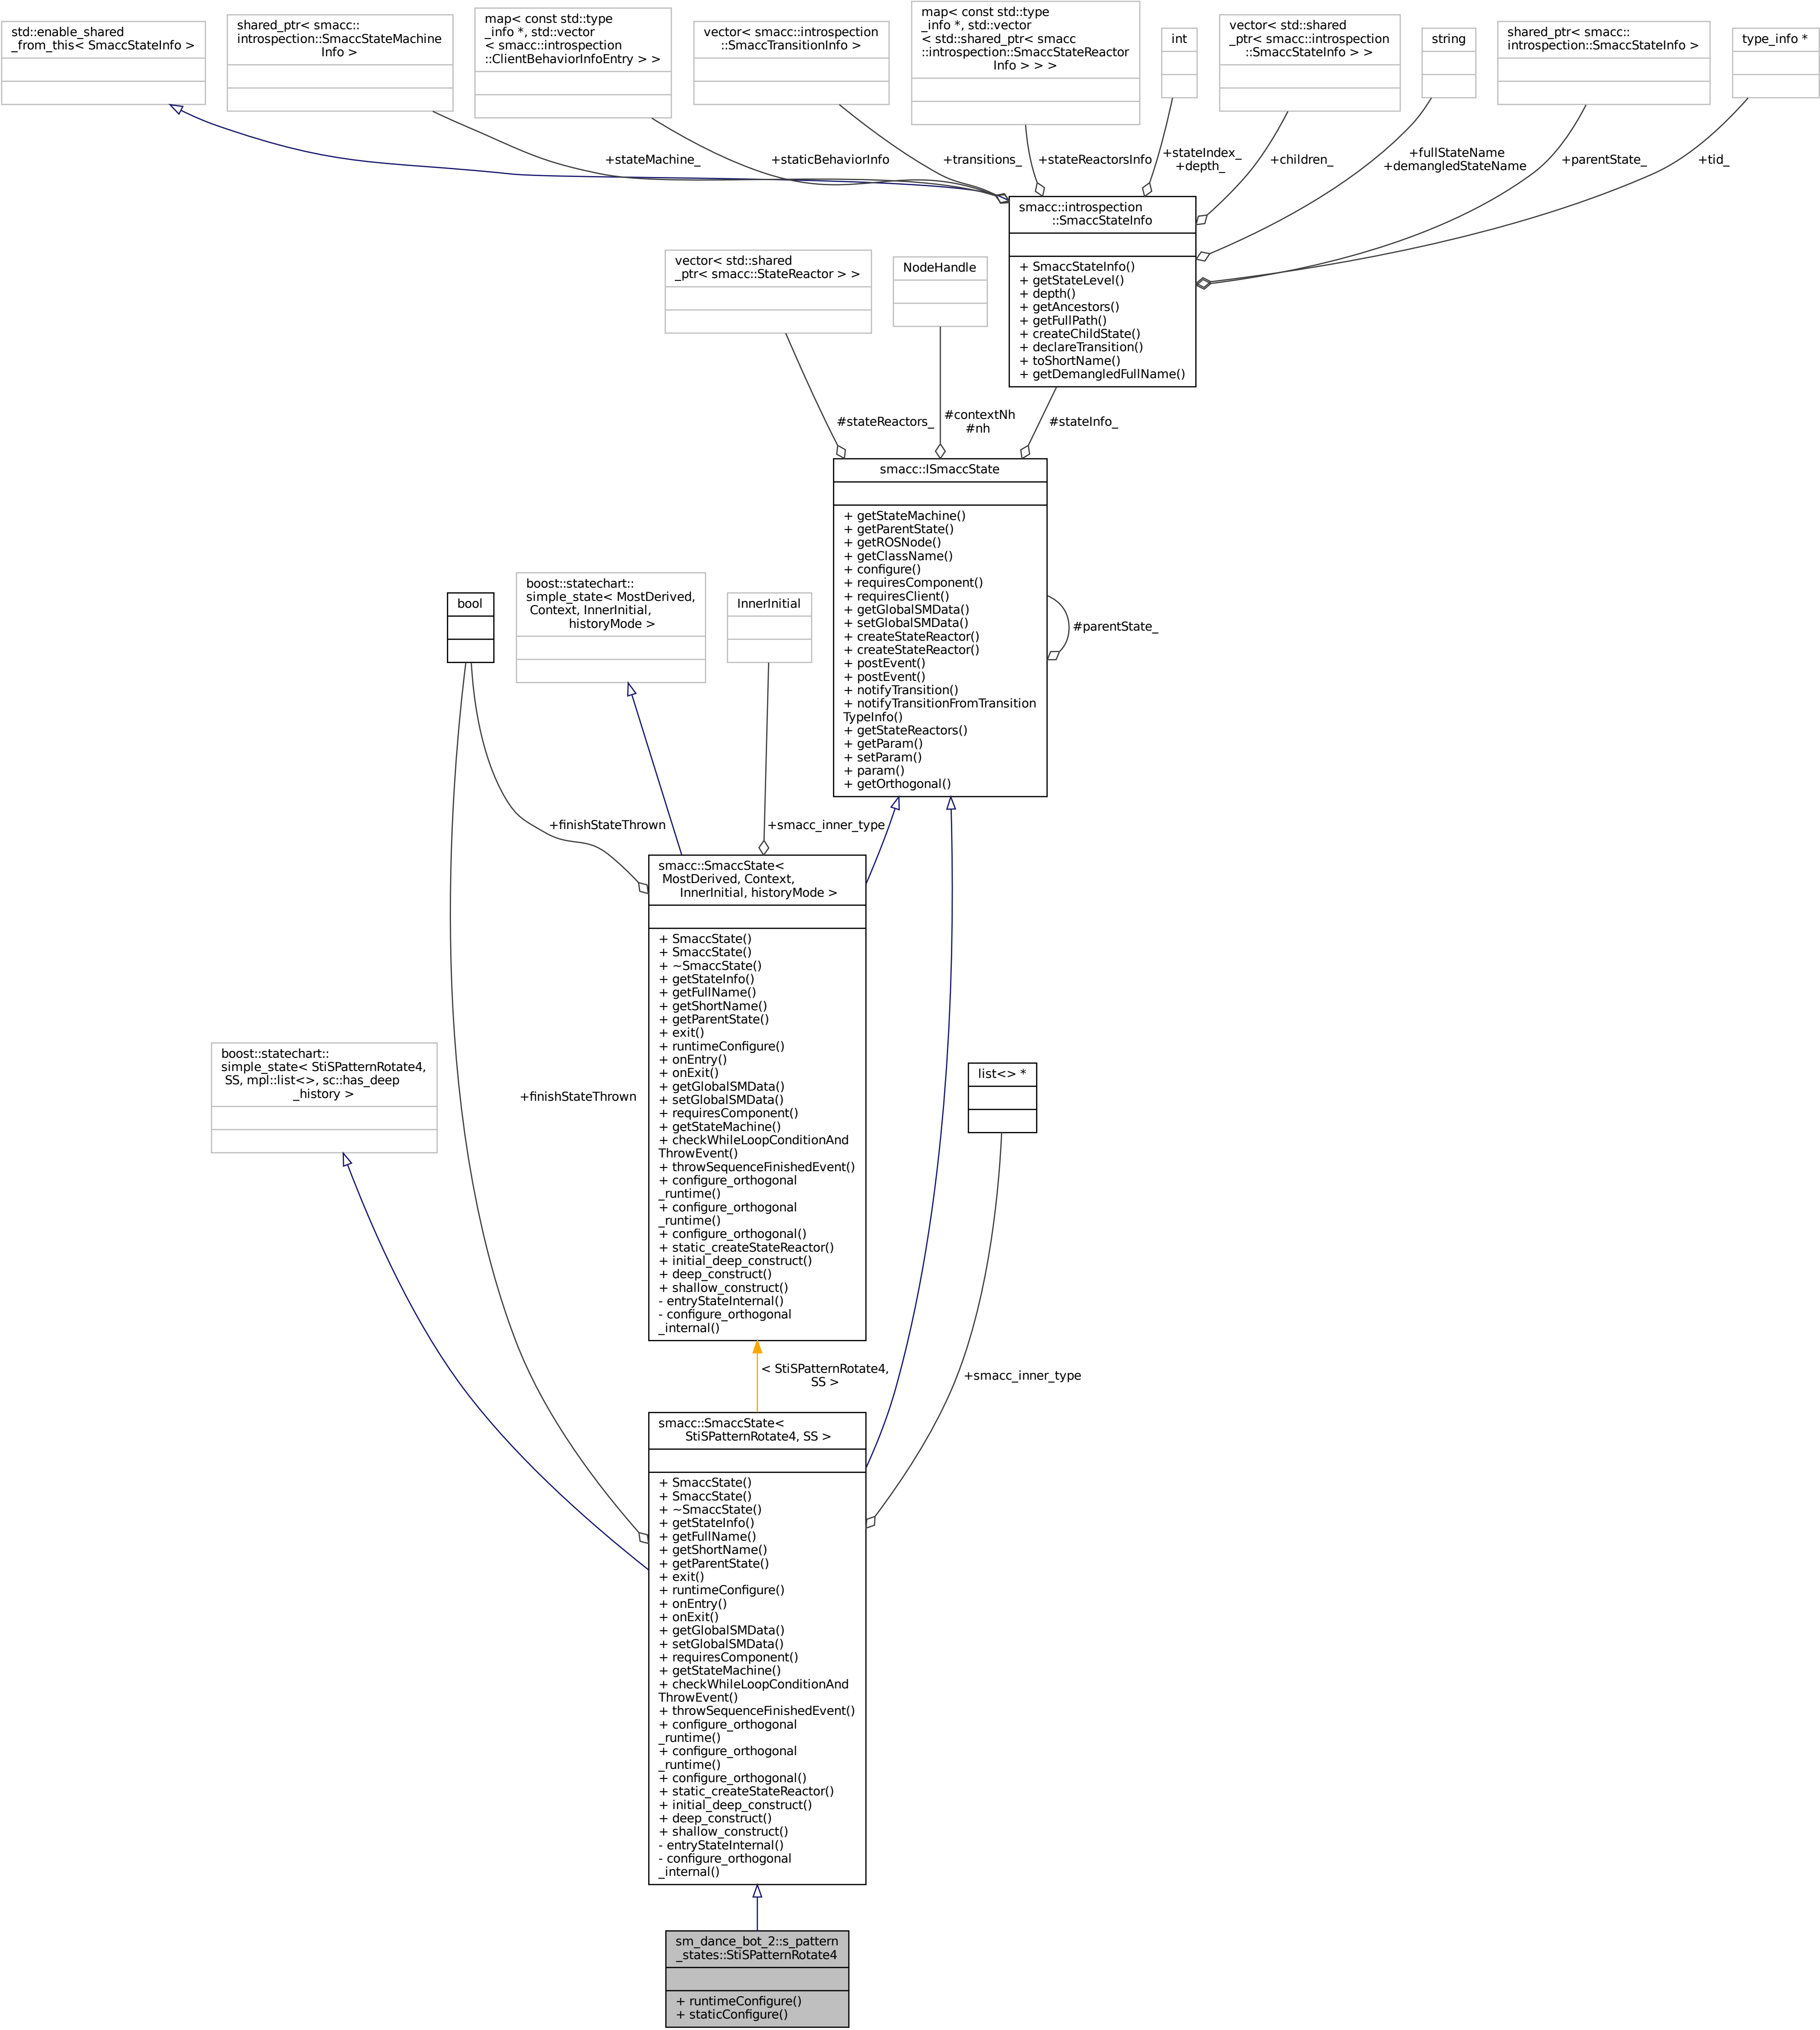 std::enable_shared
_from_this< SmaccStateInfo >
shared_ptr< smacc::
introspection::SmaccStateMachine
Info >
map< const std::type
_info *, std::vector
< smacc::introspection
::ClientBehaviorInfoEntry > >
vector< smacc::introspection
::SmaccTransitionInfo >
map< const std::type
_info *, std::vector
< std::shared_ptr< smacc
::introspection::SmaccStateReactor
Info > > >
int
vector< std::shared
_ptr< smacc::introspection
::SmaccStateInfo > >
string
shared_ptr< smacc::
introspection::SmaccStateInfo >
type_info *
+stateMachine_
+staticBehaviorInfo
+transitions_
+stateReactorsInfo
+stateIndex_
+depth_
+children_
+fullStateName
+demangledStateName
+parentState_
+tid_
smacc::introspection
::SmaccStateInfo
+ SmaccStateInfo()
+ getStateLevel()
+ depth()
+ getAncestors()
+ getFullPath()
+ createChildState()
+ declareTransition()
+ toShortName()
+ getDemangledFullName()
vector< std::shared
_ptr< smacc::StateReactor > >
NodeHandle
#stateReactors_
#contextNh
#nh
#stateInfo_
smacc::ISmaccState
+ getStateMachine()
+ getParentState()
+ getROSNode()
+ getClassName()
+ configure()
+ requiresComponent()
+ requiresClient()
+ getGlobalSMData()
+ setGlobalSMData()
+ createStateReactor()
+ createStateReactor()
+ postEvent()
+ postEvent()
+ notifyTransition()
+ notifyTransitionFromTransition
TypeInfo()
+ getStateReactors()
+ getParam()
+ setParam()
+ param()
+ getOrthogonal()
#parentState_
bool
boost::statechart::
simple_state< MostDerived,
Context, InnerInitial,
historyMode >
InnerInitial
+finishStateThrown
+smacc_inner_type
smacc::SmaccState<
MostDerived, Context,
InnerInitial, historyMode >
+ SmaccState()
+ SmaccState()
+ ~SmaccState()
+ getStateInfo()
+ getFullName()
+ getShortName()
+ getParentState()
+ exit()
+ runtimeConfigure()
+ onEntry()
+ onExit()
+ getGlobalSMData()
+ setGlobalSMData()
+ requiresComponent()
+ getStateMachine()
+ checkWhileLoopConditionAnd
ThrowEvent()
+ throwSequenceFinishedEvent()
+ configure_orthogonal
_runtime()
+ configure_orthogonal
_runtime()
+ configure_orthogonal()
+ static_createStateReactor()
+ initial_deep_construct()
+ deep_construct()
+ shallow_construct()
- entryStateInternal()
- configure_orthogonal
_internal()
boost::statechart::
simple_state< StiSPatternRotate4,
SS, mpl::list<>, sc::has_deep
_history >
+finishStateThrown
list<> *
< StiSPatternRotate4,
SS >
+smacc_inner_type
smacc::SmaccState<
StiSPatternRotate4, SS >
+ SmaccState()
+ SmaccState()
+ ~SmaccState()
+ getStateInfo()
+ getFullName()
+ getShortName()
+ getParentState()
+ exit()
+ runtimeConfigure()
+ onEntry()
+ onExit()
+ getGlobalSMData()
+ setGlobalSMData()
+ requiresComponent()
+ getStateMachine()
+ checkWhileLoopConditionAnd
ThrowEvent()
+ throwSequenceFinishedEvent()
+ configure_orthogonal
_runtime()
+ configure_orthogonal
_runtime()
+ configure_orthogonal()
+ static_createStateReactor()
+ initial_deep_construct()
+ deep_construct()
+ shallow_construct()
- entryStateInternal()
- configure_orthogonal
_internal()
sm_dance_bot_2::s_pattern
_states::StiSPatternRotate4
+ runtimeConfigure()
+ staticConfigure()